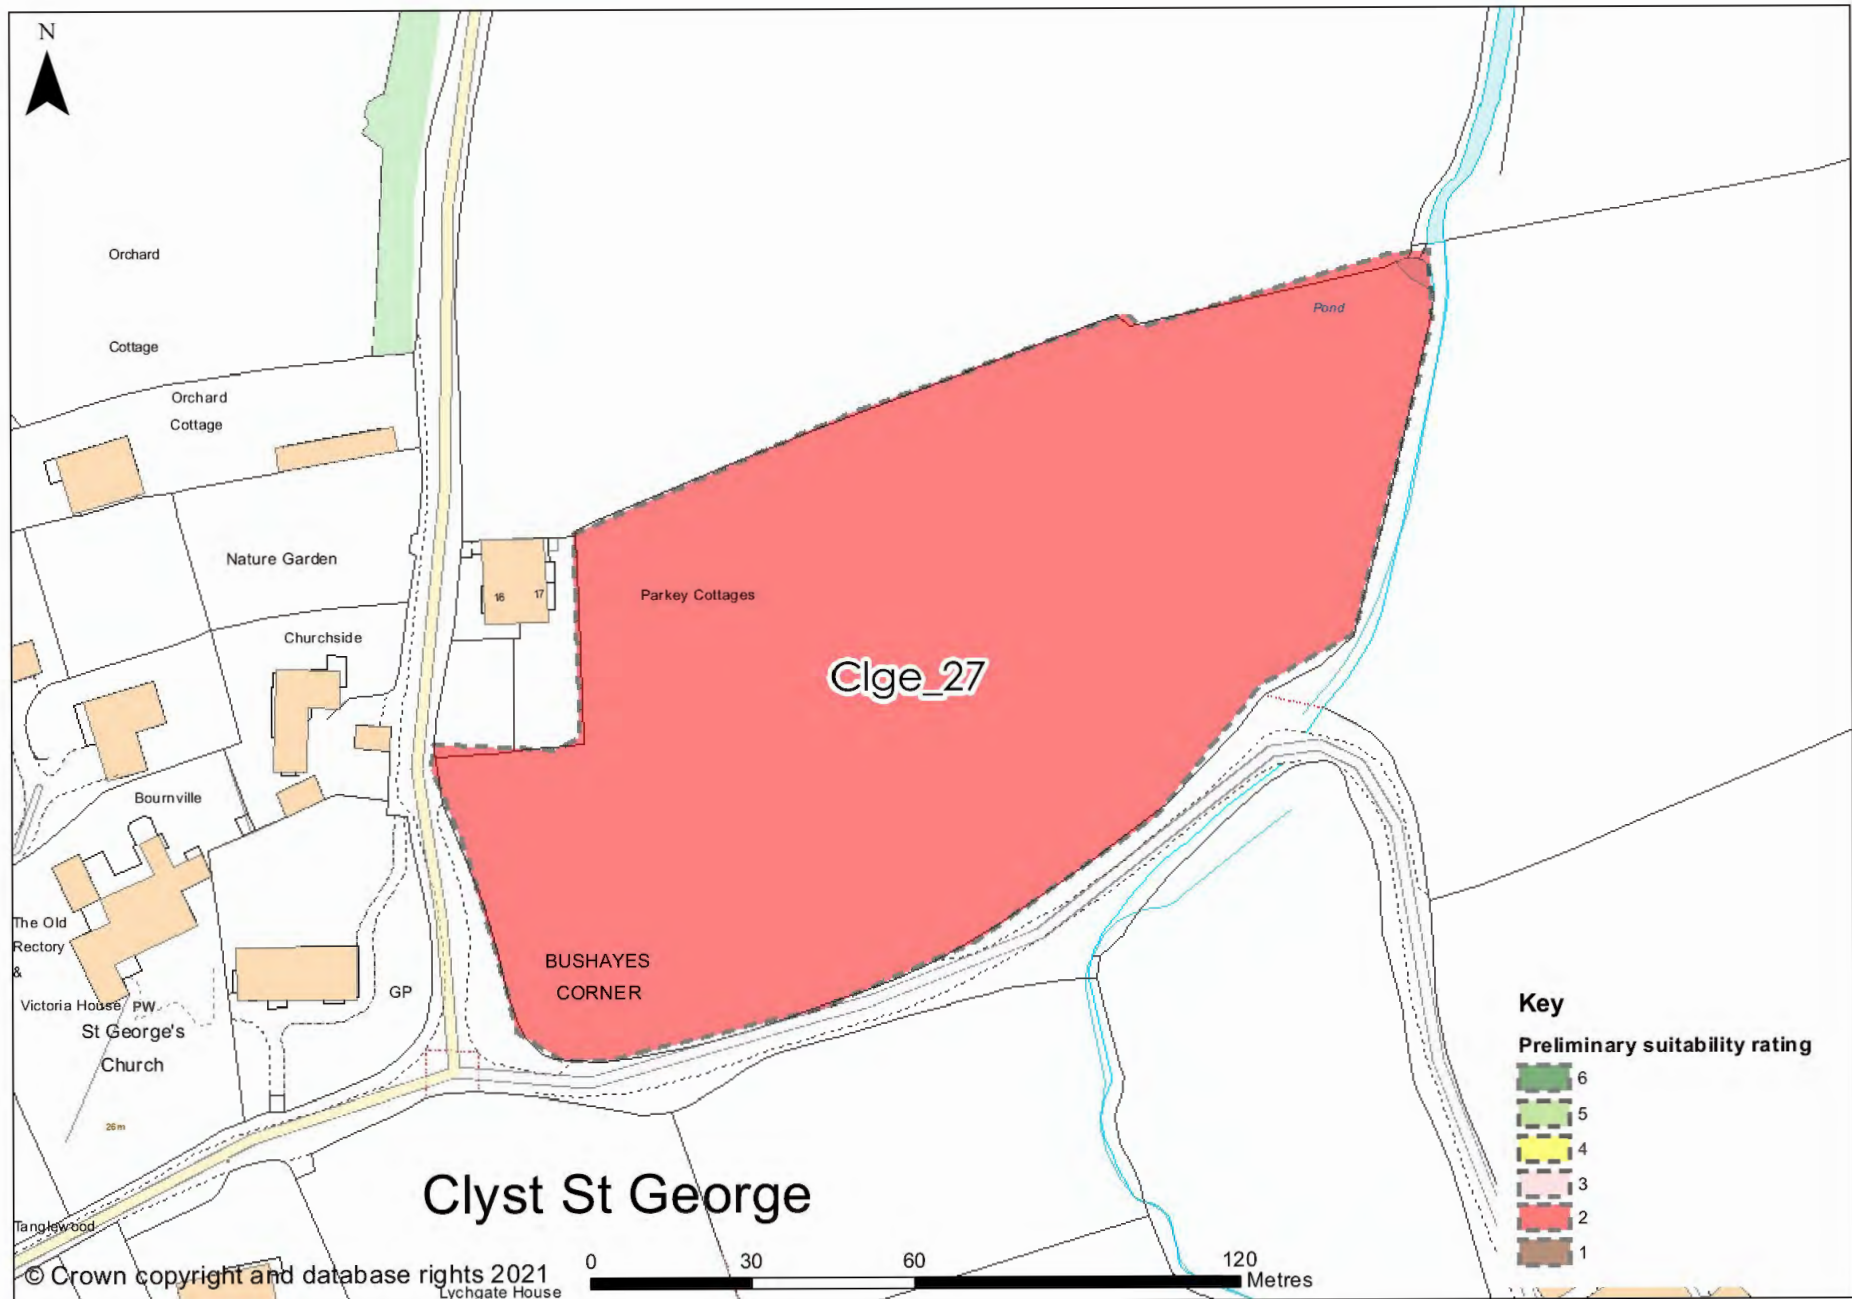 N
Orchard
Cottage
Orchard
Cottage
Nature Garden
Churchside
16
17
Parkey Cottages
Pond
Clge_27
Bournville
The Old
Rectory
&
Victoria House
PW
St George's
Church
GP
BUSHAYES
CORNER
26m
Tanglewood
Clyst St George
Lychgate House
© Crown copyright and database rights 2021
0
30
60
120
Metres
Key
Preliminary suitability rating
6
5
4
3
2
1